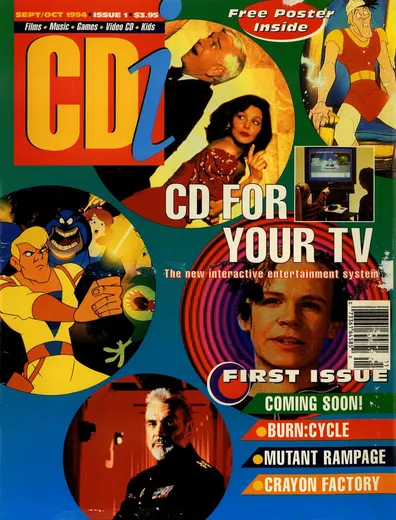 SEPT/OCT 1994 ISSUE 1 $3.95
Films • Music • Games • Video CD • Kids
CDi
Free Poster
Inside
CD FOR
YOUR TV
The new interactive entertainment system
FIRST ISSUE
COMING SOON!
BURN:CYCLE
MUTANT RAMPAGE
CRAYON FACTORY